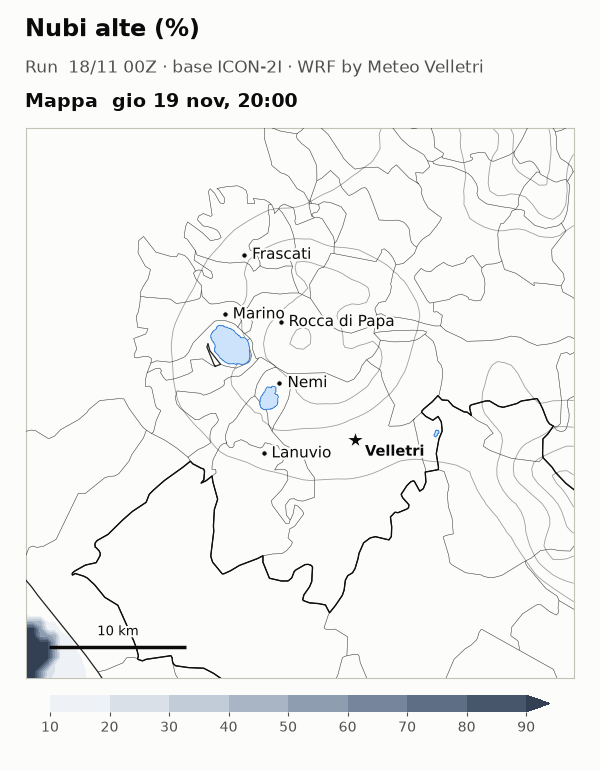 Nubi alte (%)
Run  18/11 00Z · base ICON-2I · WRF by Meteo Velletri
Mappa  gio 19 nov, 20:00
Frascati
Marino
Rocca di Papa
Nemi
Velletri
Lanuvio
10 km
10 20 30 40 50 60 70 80 90